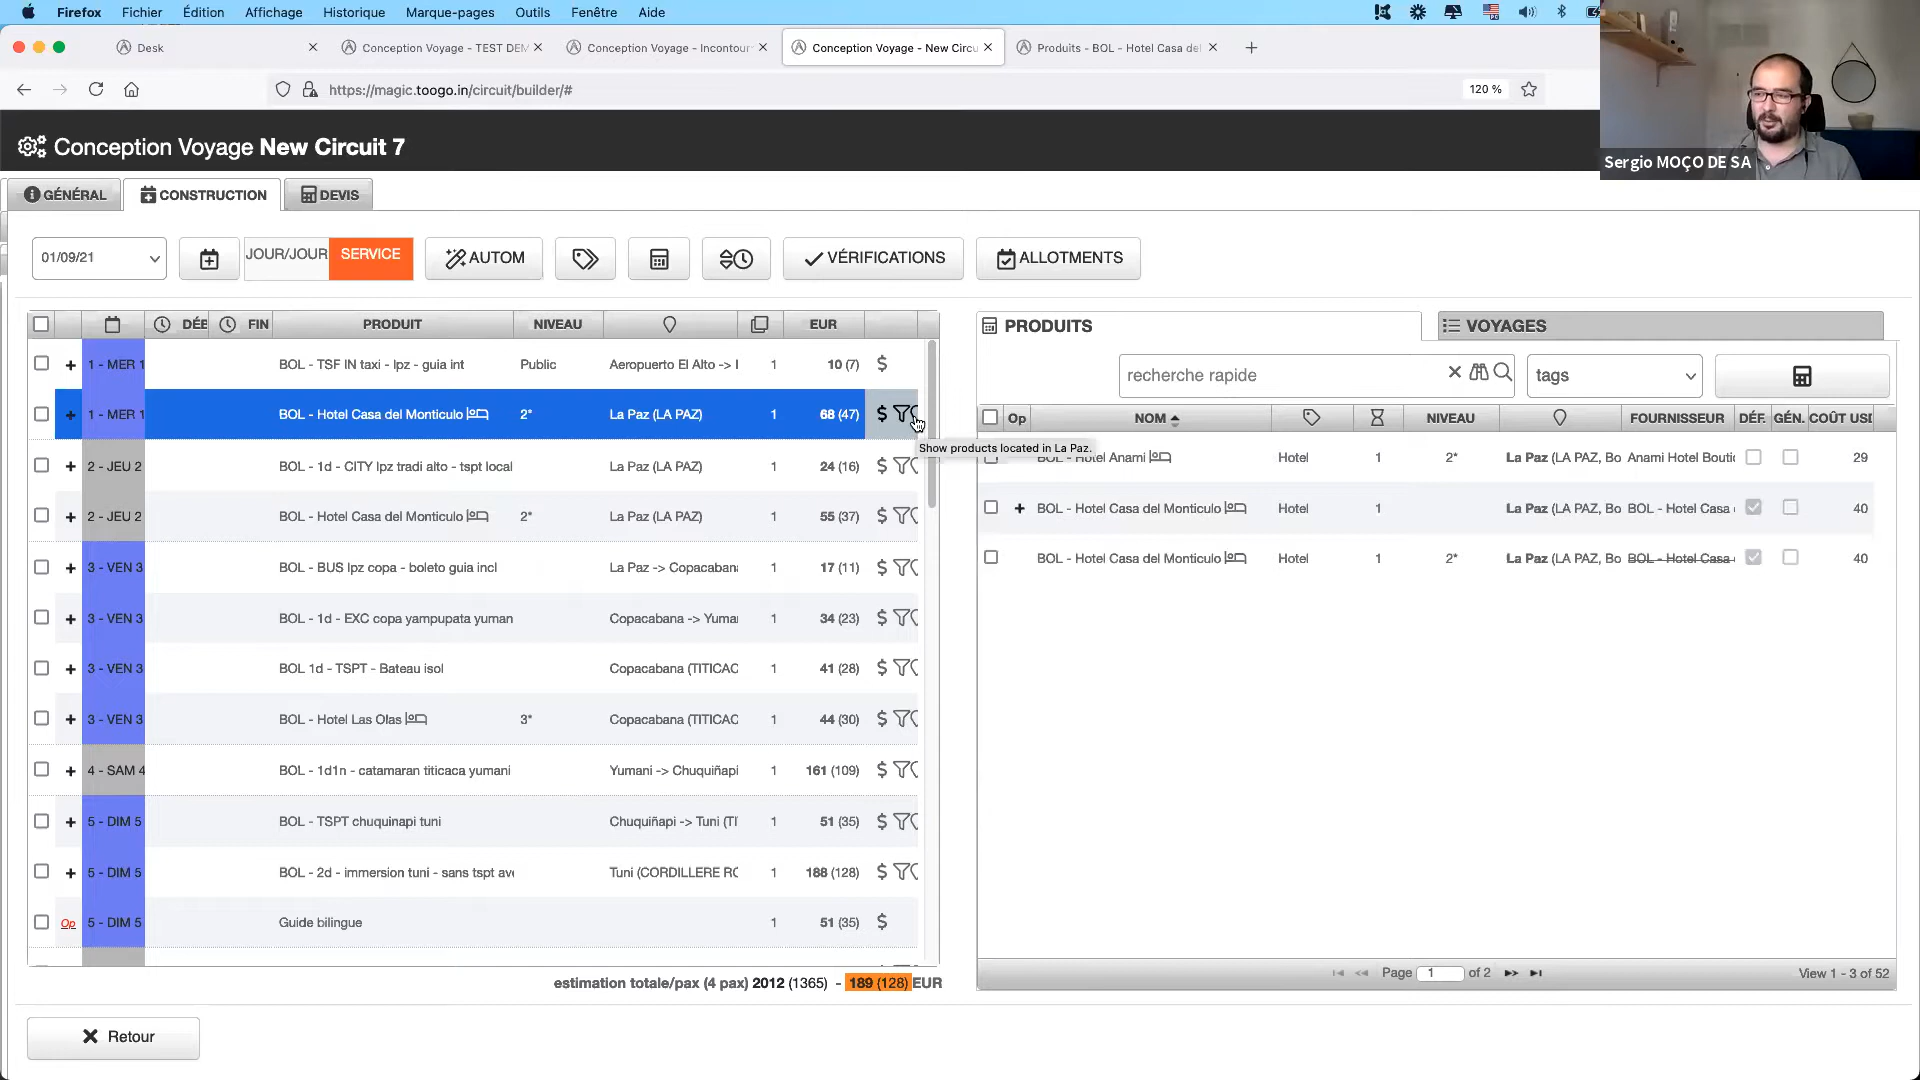 Firefox Fichier Édition Affichage Historique Marque-pages Outils Fenêtre Aide
Desk
Conception Voyage - TEST DEM
Conception Voyage - Incontour
Conception Voyage - New Circu
Produits - BOL - Hotel Casa de
https://magic.toogo.in/circuit/builder/#
120 %
Sergio MOÇO DE SA
Conception Voyage New Circuit 7
GÉNÉRAL CONSTRUCTION DEVIS
01/09/21 JOUR/JOUR SERVICE AUTOM VÉRIFICATIONS ALLOTMENTS
DÉE FIN PRODUIT NIVEAU EUR
1 - MER 1 BOL - TSF IN taxi - lpz - guia int Public Aeropuerto El Alto -> 1 10 (7) $
1 - MER 1 BOL - Hotel Casa del Monticulo 2* La Paz (LA PAZ) 1 68 (47) $
2 - JEU 2 BOL - 1d - CITY lpz tradi alto - tspt local La Paz (LA PAZ) 1 24 (16) $
2 - JEU 2 BOL - Hotel Casa del Monticulo 2* La Paz (LA PAZ) 1 55 (37) $
3 - VEN 3 BOL - BUS lpz copa - boleto guia incl La Paz -> Copacaban 1 17 (11) $
3 - VEN 3 BOL - 1d - EXC copa yampupata yuman Copacabana -> Yuma 1 34 (23) $
3 - VEN 3 BOL 1d - TSPT - Bateau isol Copacabana (TITICAC 1 41 (28) $
3 - VEN 3 BOL - Hotel Las Olas 3* Copacabana (TITICAC 1 44 (30) $
4 - SAM 4 BOL - 1d1n - catamaran titicaca yumani Yumani -> Chuquiñapi 1 161 (109) $
5 - DIM 5 BOL - TSPT chuquinapi tuni Chuquiñapi -> Tuni (TI 1 51 (35) $
5 - DIM 5 BOL - 2d - immersion tuni - sans tspt ave Tuni (CORDILLERE RC 1 188 (128) $
Op 5 - DIM 5 Guide bilingue 1 51 (35) $
estimation totale/pax (4 pax) 2012 (1365) - 189 (128) EUR
Retour
PRODUITS VOYAGES
recherche rapide tags
Op NOM NIVEAU FOURNISSEUR DÉF. GÉN. COÛT USD
Show products located in La Paz.
BOL - Hotel Anami Hotel 1 2* La Paz (LA PAZ, Bo Anami Hotel Boutic 29
BOL - Hotel Casa del Monticulo Hotel 1 La Paz (LA PAZ, Bo BOL - Hotel Casa 40
BOL - Hotel Casa del Monticulo Hotel 1 2* La Paz (LA PAZ, Bo BOL - Hotel Casa 40
Page 1 of 2 View 1 - 3 of 52